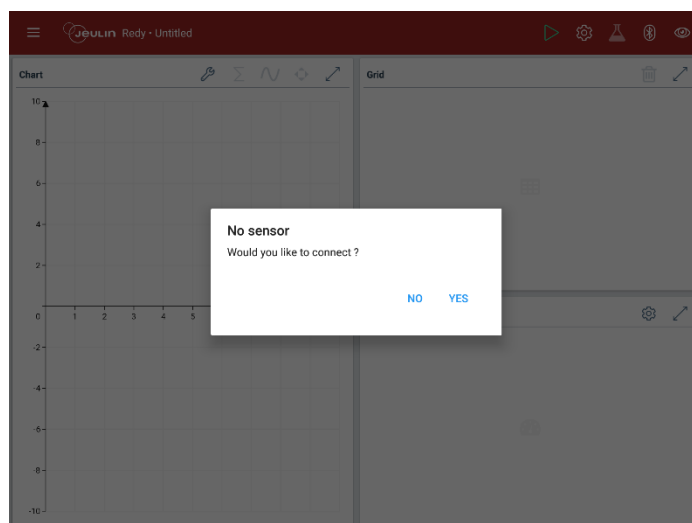 Jeulin Redy • Untitled
Chart
Grid
10
8
6
4
2
0 1 2 3 4 5
-2
-4
-6
-8
-10
No sensor
Would you like to connect ?
NO YES